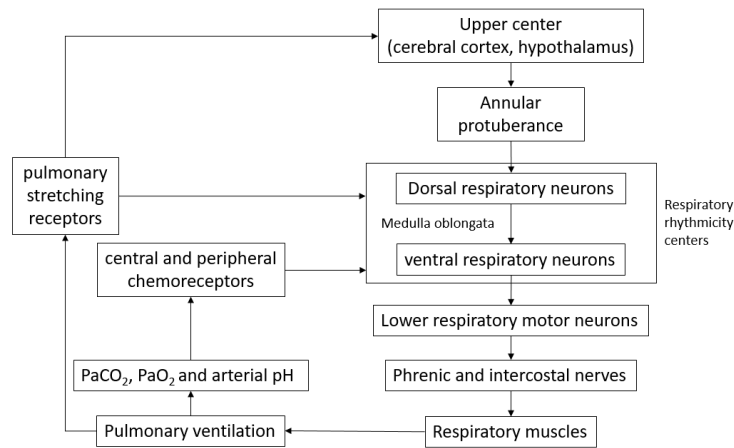 Upper center
(cerebral cortex, hypothalamus)
Annular
protuberance
pulmonary
stretching
receptors
Dorsal respiratory neurons
Medulla oblongata
ventral respiratory neurons
Respiratory
rhythmicity
centers
central and peripheral
chemoreceptors
Lower respiratory motor neurons
PaCO₂, PaO₂ and arterial pH
Phrenic and intercostal nerves
Pulmonary ventilation
Respiratory muscles